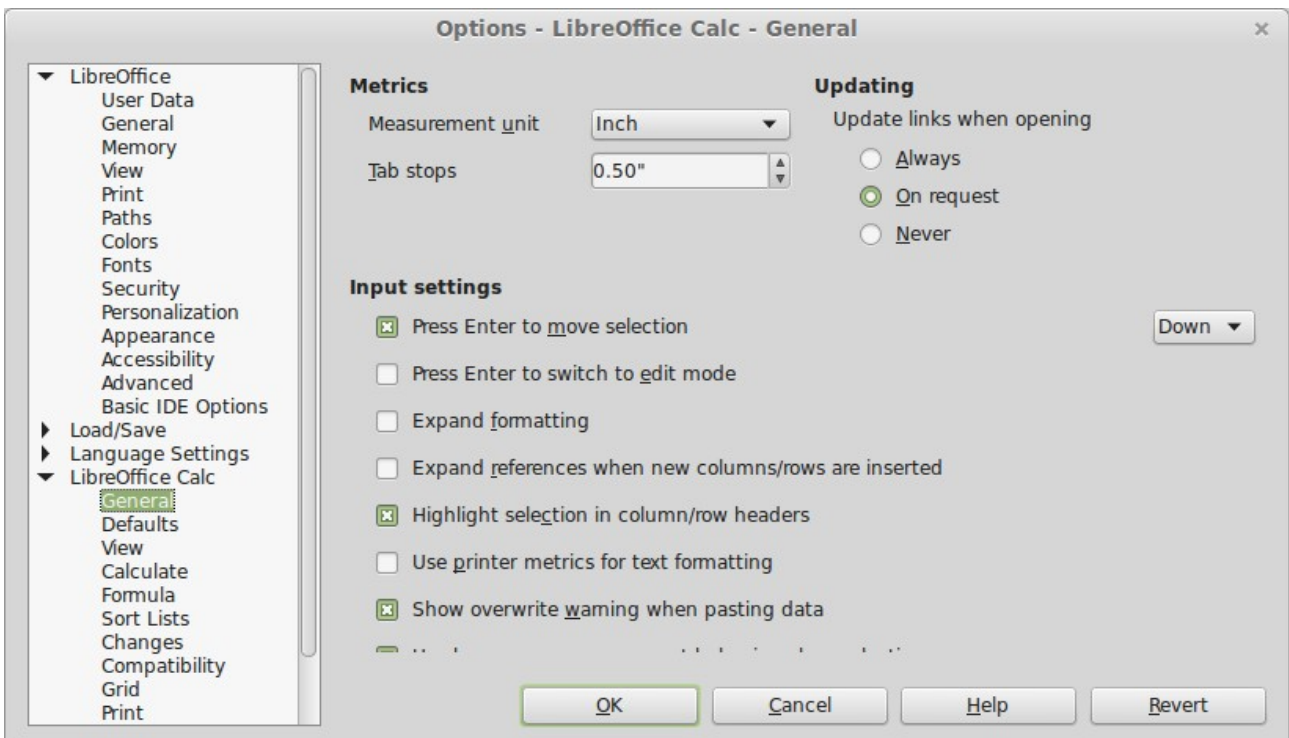 Options - LibreOffice Calc - General
LibreOffice
User Data
General
Memory
View
Print
Paths
Colors
Fonts
Security
Personalization
Appearance
Accessibility
Advanced
Basic IDE Options
Load/Save
Language Settings
LibreOffice Calc
General
Defaults
View
Calculate
Formula
Sort Lists
Changes
Compatibility
Grid
Print
Metrics
Measurement unit Inch
Tab stops 0.50"
Updating
Update links when opening
Always
On request
Never
Input settings
Press Enter to move selection Down
Press Enter to switch to edit mode
Expand formatting
Expand references when new columns/rows are inserted
Highlight selection in column/row headers
Use printer metrics for text formatting
Show overwrite warning when pasting data
OK Cancel Help Revert